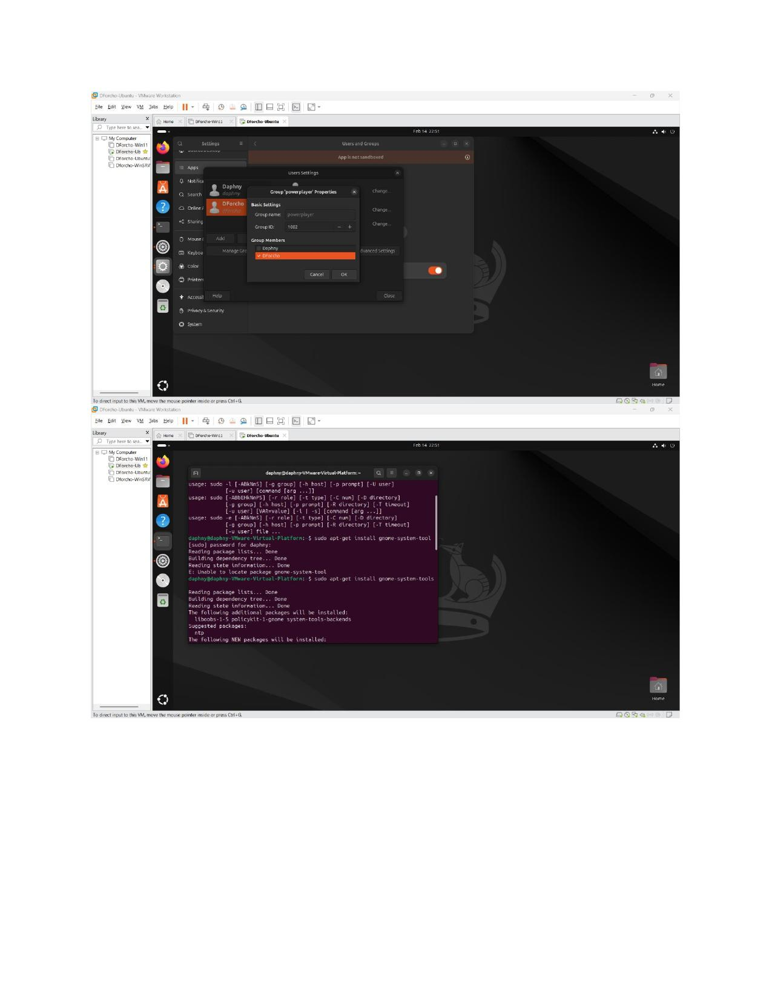 DForcho-Ubuntu - VMware Workstation
File Edit View VM Tabs Help
Library X
Home
DForcho-Win11
DForcho-Ubuntu
Type here to sea...
My Computer
DForcho-Win11
DForcho-Ub
DForcho-Ubuntu
Dforcho-WinSRV
Feb 14 22:51
Settings
Users and Groups
App is not sandboxed
Apps
Notifica
Search
Online A
Sharing
Mouse &
Keyboa
Color
Printers
Accessi
Privacy & Security
System
Users Settings
Daphny
daphny
DForcho
dforcho
Change...
Change...
Change...
Add
Manage Gro
dvanced Settings
Help
Close
Group 'powerplayer' Properties
Basic Settings
Group name: powerplayer
Group ID: 1002 − +
Group Members
Daphny
DForcho
Cancel OK
Home
To direct input to this VM, move the mouse pointer inside or press Ctrl+G.
DForcho-Ubuntu - VMware Workstation
File Edit View VM Tabs Help
Library X
Home
DForcho-Win11
DForcho-Ubuntu
Type here to sea...
My Computer
DForcho-Win11
DForcho-Ub
DForcho-Ubuntu
Dforcho-WinSRV
Feb 14 22:51
daphny@daphny-VMware-Virtual-Platform: ~
usage: sudo -l [-ABkNnS] [-g group] [-h host] [-p prompt] [-U user]
[-u user] [command [arg ...]]
usage: sudo [-ABbEHkNnPS] [-r role] [-t type] [-C num] [-D directory]
[-g group] [-h host] [-p prompt] [-R directory] [-T timeout]
[-u user] [VAR=value] [-i | -s] [command [arg ...]]
usage: sudo -e [-ABkNnS] [-r role] [-t type] [-C num] [-D directory]
[-g group] [-h host] [-p prompt] [-R directory] [-T timeout]
[-u user] file ...
daphny@daphny-VMware-Virtual-Platform:~$ sudo apt-get install gnome-system-tool
[sudo] password for daphny:
Reading package lists... Done
Building dependency tree... Done
Reading state information... Done
E: Unable to locate package gnome-system-tool
daphny@daphny-VMware-Virtual-Platform:~$ sudo apt-get install gnome-system-tools
Reading package lists... Done
Building dependency tree... Done
Reading state information... Done
The following additional packages will be installed:
liboobs-1-5 policykit-1-gnome system-tools-backends
Suggested packages:
ntp
The following NEW packages will be installed:
Home
To direct input to this VM, move the mouse pointer inside or press Ctrl+G.